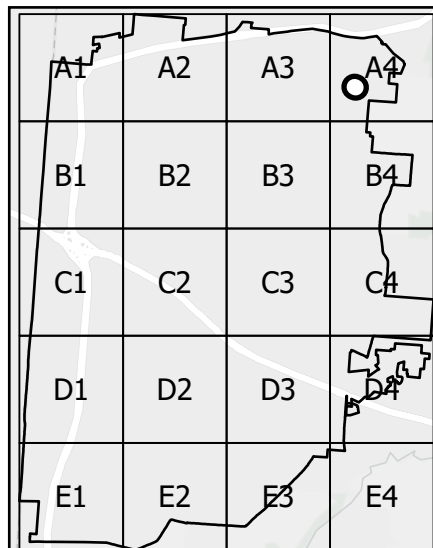 A1 A2 A3 A4
B1 B2 B3 B4
C1 C2 C3 C4
D1 D2 D3 D4
E1 E2 E3 E4